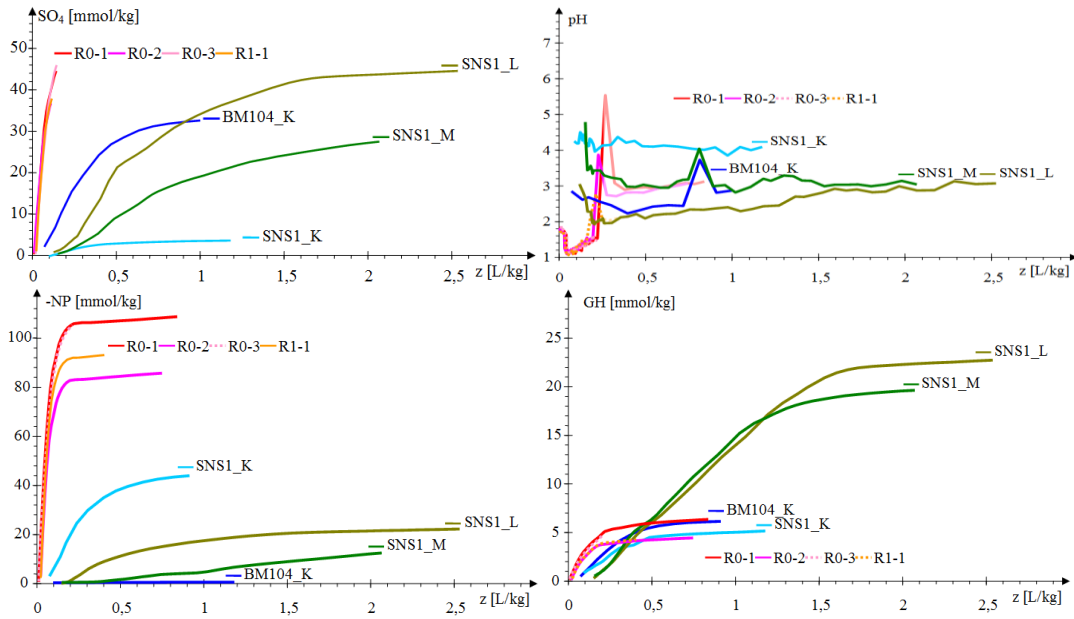 SO₄ [mmol/kg]
50
40
30
20
10
0
R0-1 R0-2 R0-3 R1-1
SNS1_L
BM104_K
SNS1_M
SNS1_K
z [L/kg]
0 0,5 1 1,5 2 2,5
pH
7
6
5
4
3
2
1
R0-1 R0-2 R0-3 R1-1
SNS1_K
BM104_K
SNS1_M SNS1_L
z [L/kg]
0 0,5 1 1,5 2 2,5
-NP [mmol/kg]
100
80
60
40
20
0
R0-1 R0-2 R0-3 R1-1
SNS1_K
SNS1_L
SNS1_M
BM104_K
z [L/kg]
0 0,5 1 1,5 2 2,5
GH [mmol/kg]
25
20
15
10
5
0
SNS1_L
SNS1_M
BM104_K
SNS1_K
R0-1 R0-2 R0-3 R1-1
z [L/kg]
0 0,5 1 1,5 2 2,5